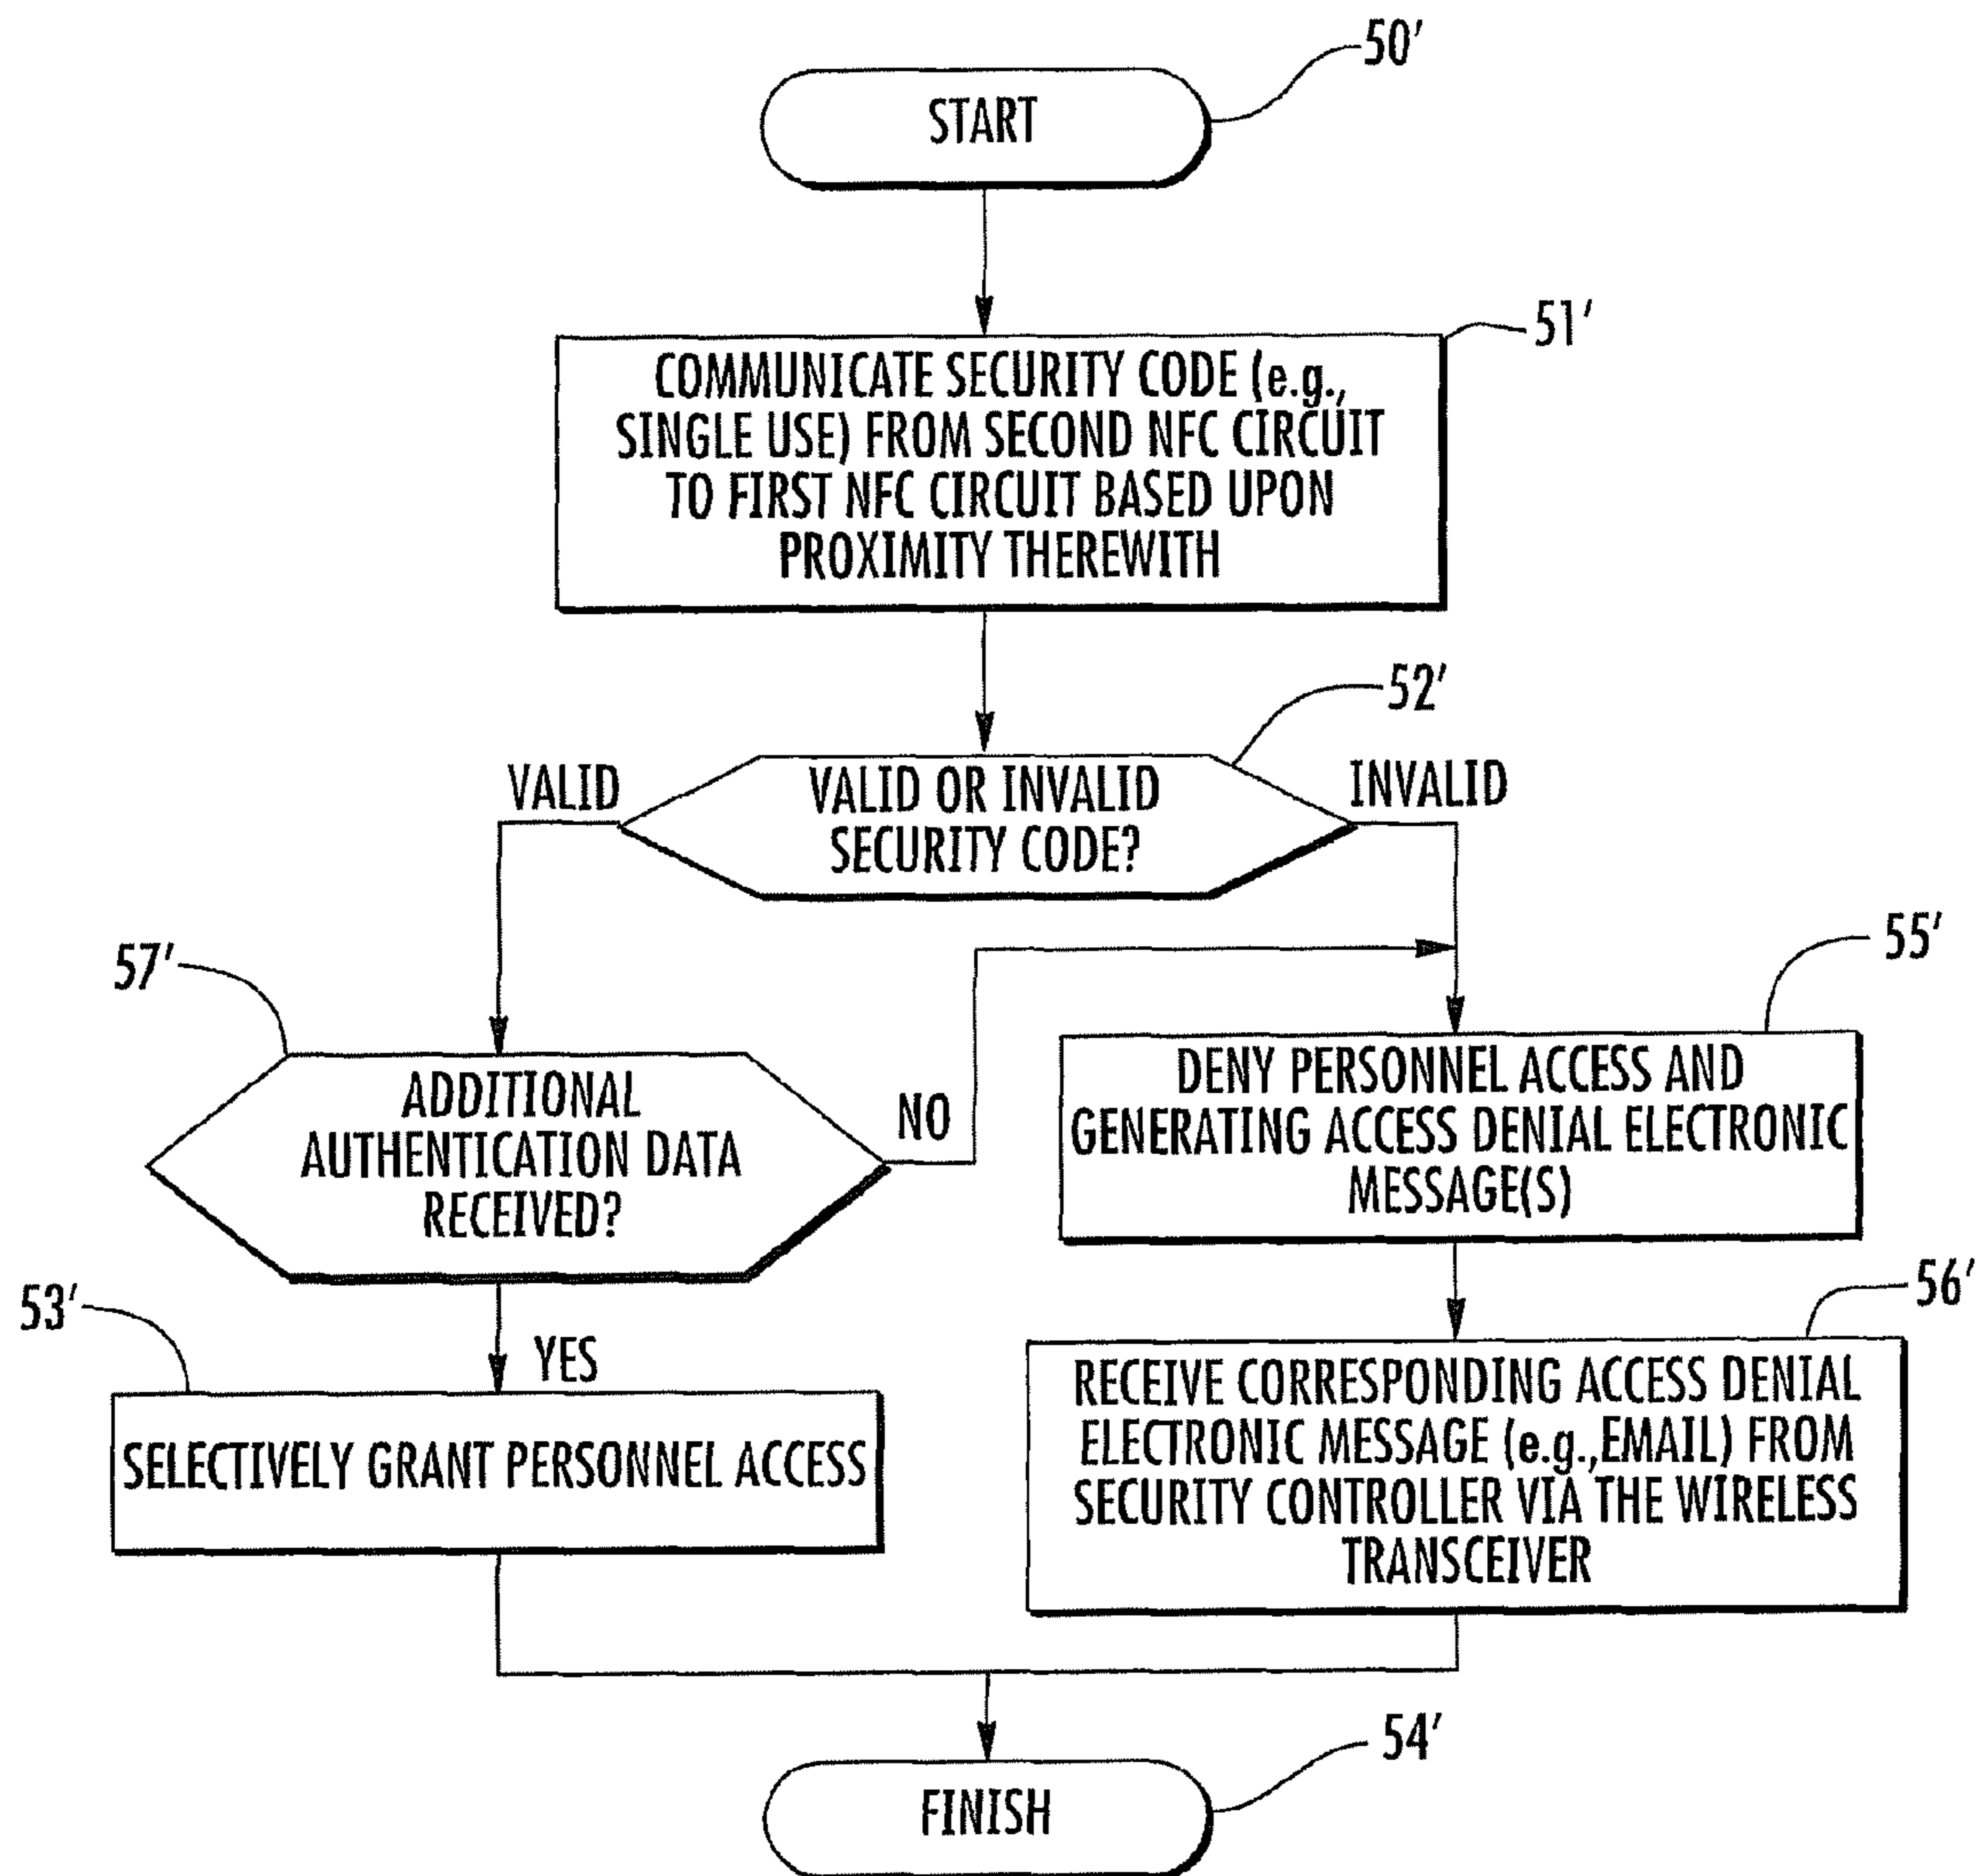 50'
START
51'
COMMUNICATE SECURITY CODE (e.g.,
SINGLE USE) FROM SECOND NFC CIRCUIT
TO FIRST NFC CIRCUIT BASED UPON
PROXIMITY THEREWITH
52'
VALID
VALID OR INVALID
SECURITY CODE?
INVALID
57'
ADDITIONAL
AUTHENTICATION DATA
RECEIVED?
NO
55'
DENY PERSONNEL ACCESS AND
GENERATING ACCESS DENIAL ELECTRONIC
MESSAGE(S)
53'
YES
SELECTIVELY GRANT PERSONNEL ACCESS
56'
RECEIVE CORRESPONDING ACCESS DENIAL
ELECTRONIC MESSAGE (e.g.,EMAIL) FROM
SECURITY CONTROLLER VIA THE WIRELESS
TRANSCEIVER
54'
FINISH